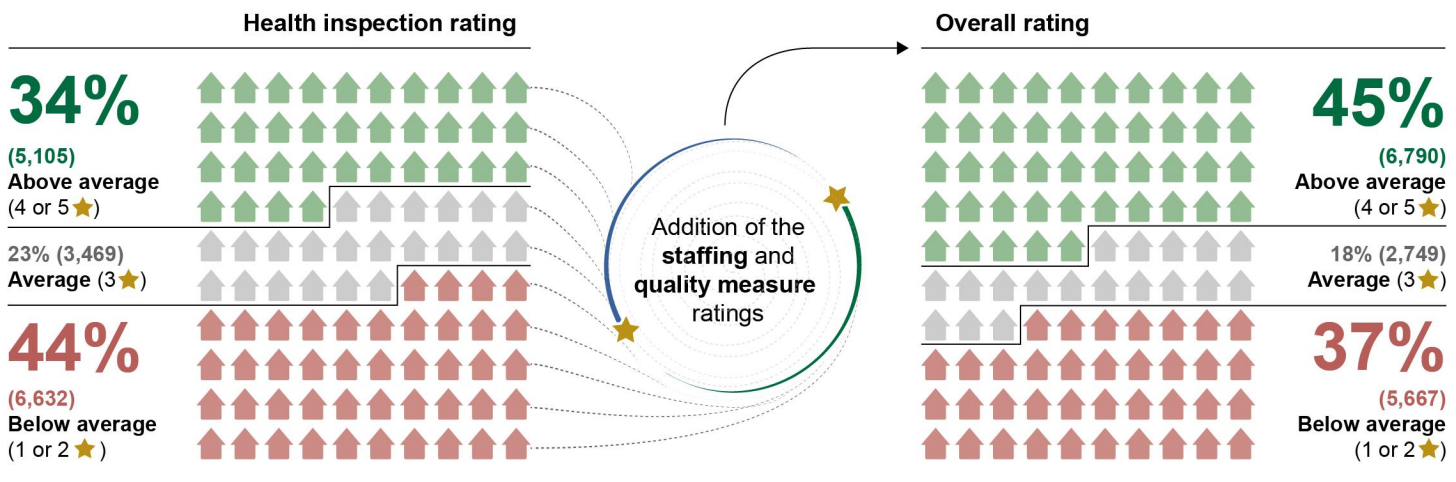 Health inspection rating
34%
(5,105)
Above average
(4 or 5 ★)
23% (3,469)
Average (3★)
44%
(6,632)
Below average
(1 or 2 ★ )
Addition of the
staffing and
quality measure
ratings
Overall rating
45%
(6,790)
Above average
(4 or 5 ★)
18% (2,749)
Average (3★)
37%
(5,667)
Below average
(1 or 2 ★)